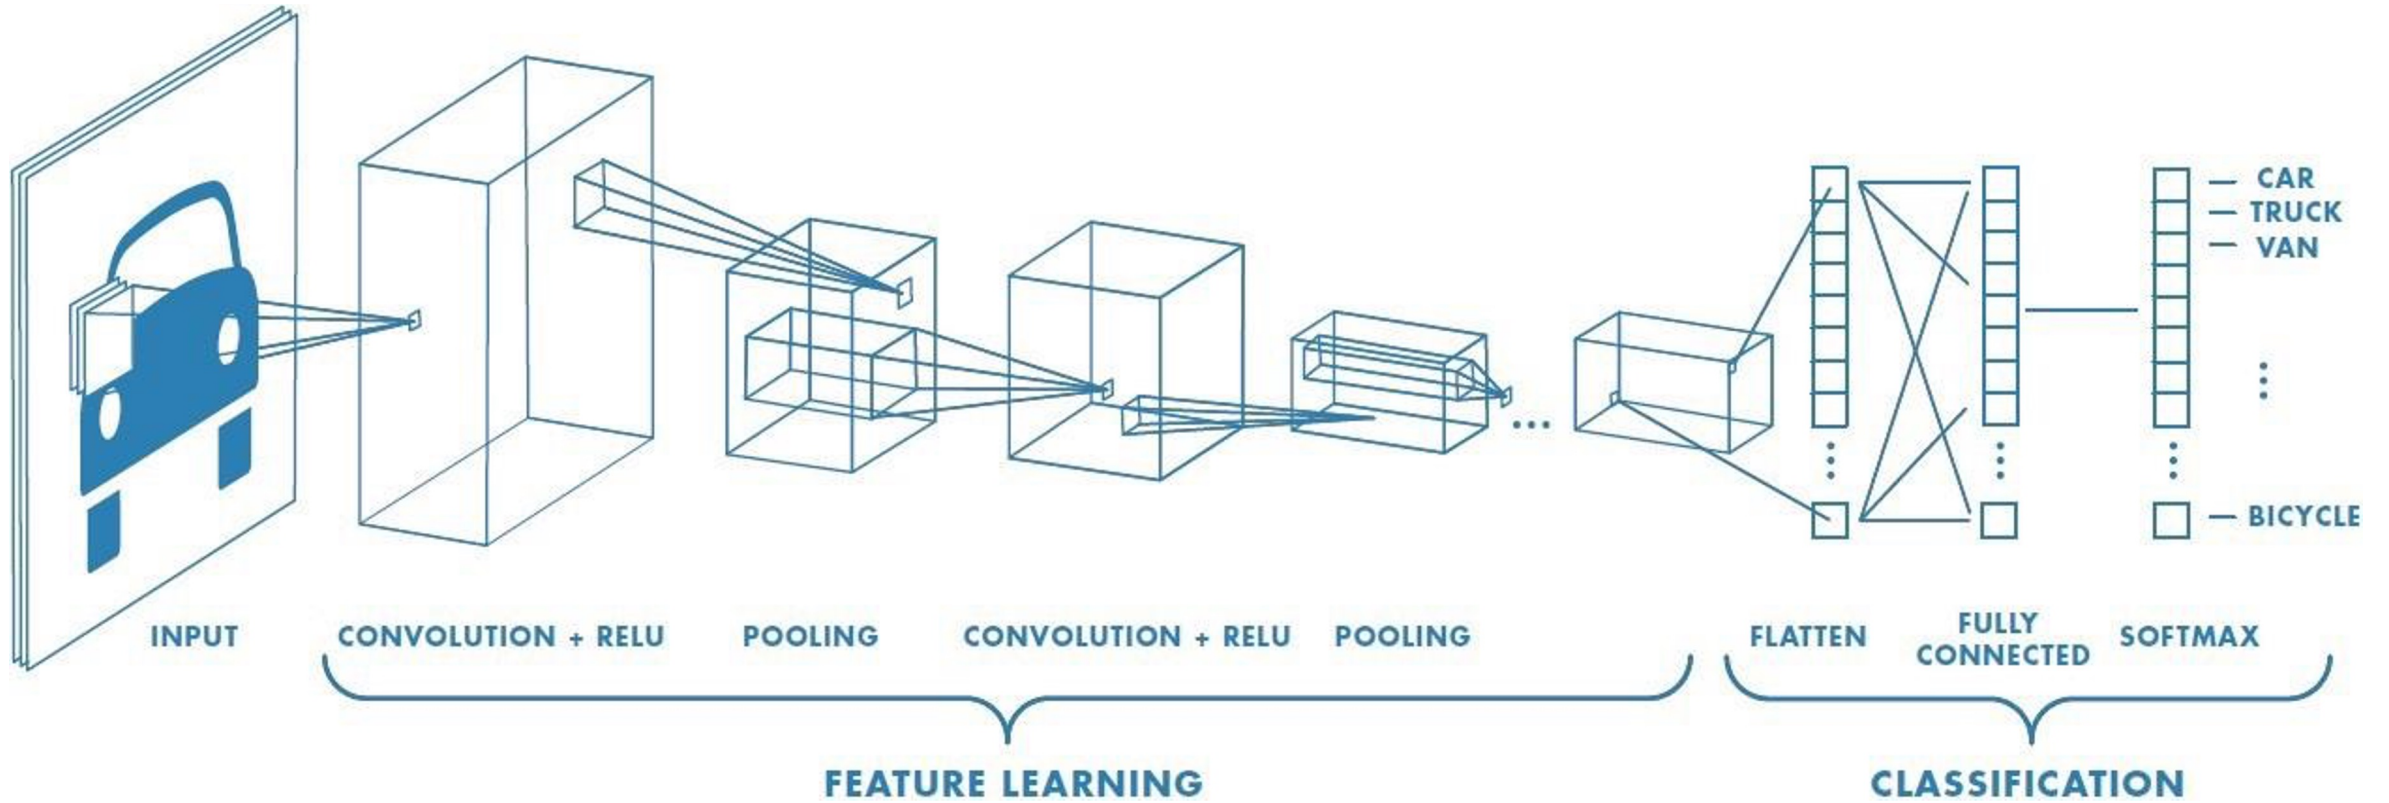 CAR
TRUCK
VAN
BICYCLE
INPUT
CONVOLUTION + RELU
POOLING
CONVOLUTION + RELU
POOLING
FLATTEN
FULLY
CONNECTED
SOFTMAX
FEATURE LEARNING
CLASSIFICATION